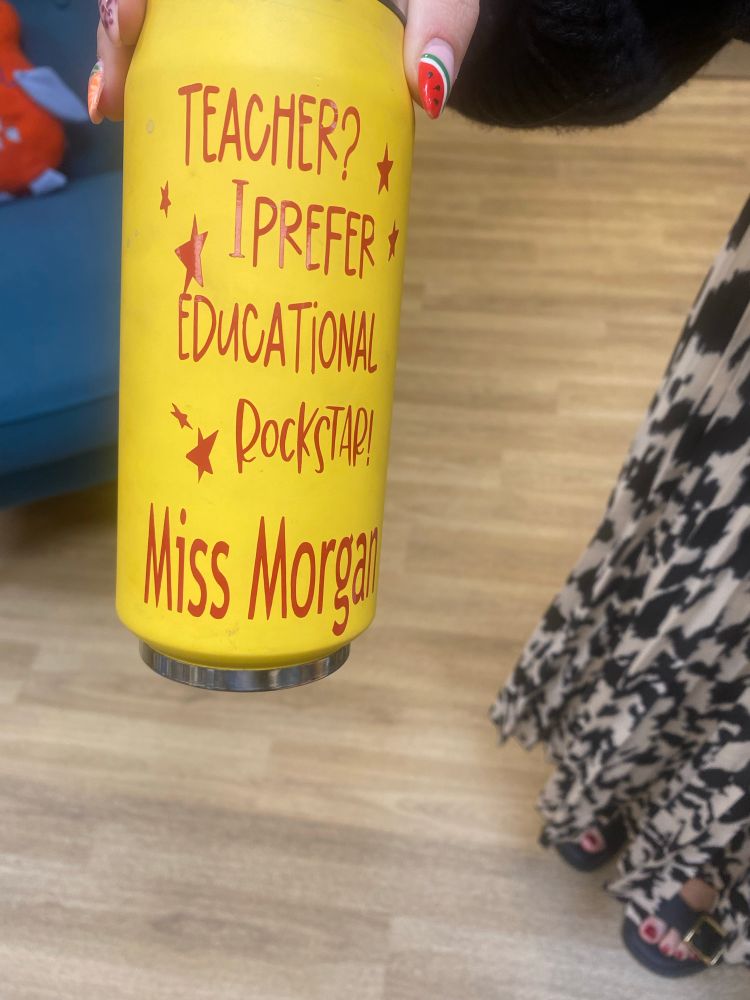 TEACHER?
I PREFER
EDUCATiONAL
ROCKSTAR!
Miss Morgan